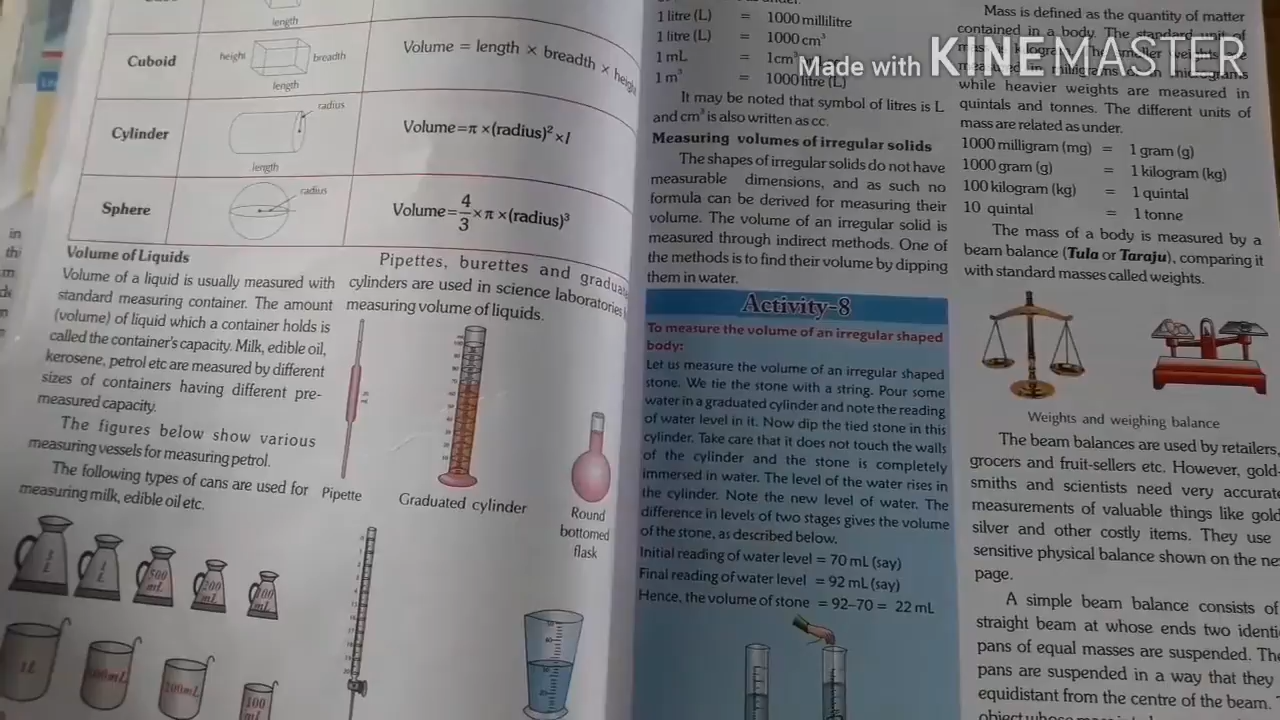 length
Cuboid
height
breadth
length
Volume = length × breadth × height
Cylinder
radius
length
Volume=π×(radius)²×l
Sphere
radius
Volume=4/3×π×(radius)³
Volume of Liquids
Volume of a liquid is usually measured with
standard measuring container. The amount
(volume) of liquid which a container holds is
called the container's capacity. Milk, edible oil,
kerosene, petrol etc are measured by different
sizes of containers having different pre-
measured capacity.
The figures below show various
measuring vessels for measuring petrol.
The following types of cans are used for
measuring milk, edible oil etc.
500 mL
200 mL
1L
200mL
100
Pipettes, burettes and
cylinders are used in science laboratories
measuring volume of liquids.
Pipette
Graduated cylinder
Round
bottomed
flask
1 litre (L) = 1000 millilitre
1 litre (L) = 1000 cm³
1 mL = 1cm³
1 m³ = 1000 litre (L)
It may be noted that symbol of litres is L
and cm³ is also written as cc.
Measuring volumes of irregular solids
The shapes of irregular solids do not have
measurable dimensions, and as such no
formula can be derived for measuring their
volume. The volume of an irregular solid is
measured through indirect methods. One of
the methods is to find their volume by dipping
them in water.
Activity-8
To measure the volume of an irregular shaped
body:
Let us measure the volume of an irregular shaped
stone. We tie the stone with a string. Pour some
water in a graduated cylinder and note the reading
of water level in it. Now dip the tied stone in this
cylinder. Take care that it does not touch the walls
of the cylinder and the stone is completely
immersed in water. The level of the water rises in
the cylinder. Note the new level of water. The
difference in levels of two stages gives the volume
of the stone, as described below.
Initial reading of water level = 70 mL (say)
Final reading of water level = 92 mL (say)
Hence, the volume of stone = 92–70 = 22 mL
Made with KINEMASTER
Mass is defined as the quantity of matter
contained in a body. The standard unit of
while heavier weights are measured in
quintals and tonnes. The different units of
mass are related as under.
1000 milligram (mg) = 1 gram (g)
1000 gram (g) = 1 kilogram (kg)
100 kilogram (kg) = 1 quintal
10 quintal = 1 tonne
The mass of a body is measured by a
beam balance (Tula or Taraju), comparing it
with standard masses called weights.
Weights and weighing balance
The beam balances are used by retailers,
grocers and fruit-sellers etc. However, gold-
smiths and scientists need very accurate
measurements of valuable things like gold
silver and other costly items. They use
sensitive physical balance shown on the
page.
A simple beam balance consists of
straight beam at whose ends two
pans of equal masses are suspended.
pans are suspended in a way that they
equidistant from the centre of the beam.